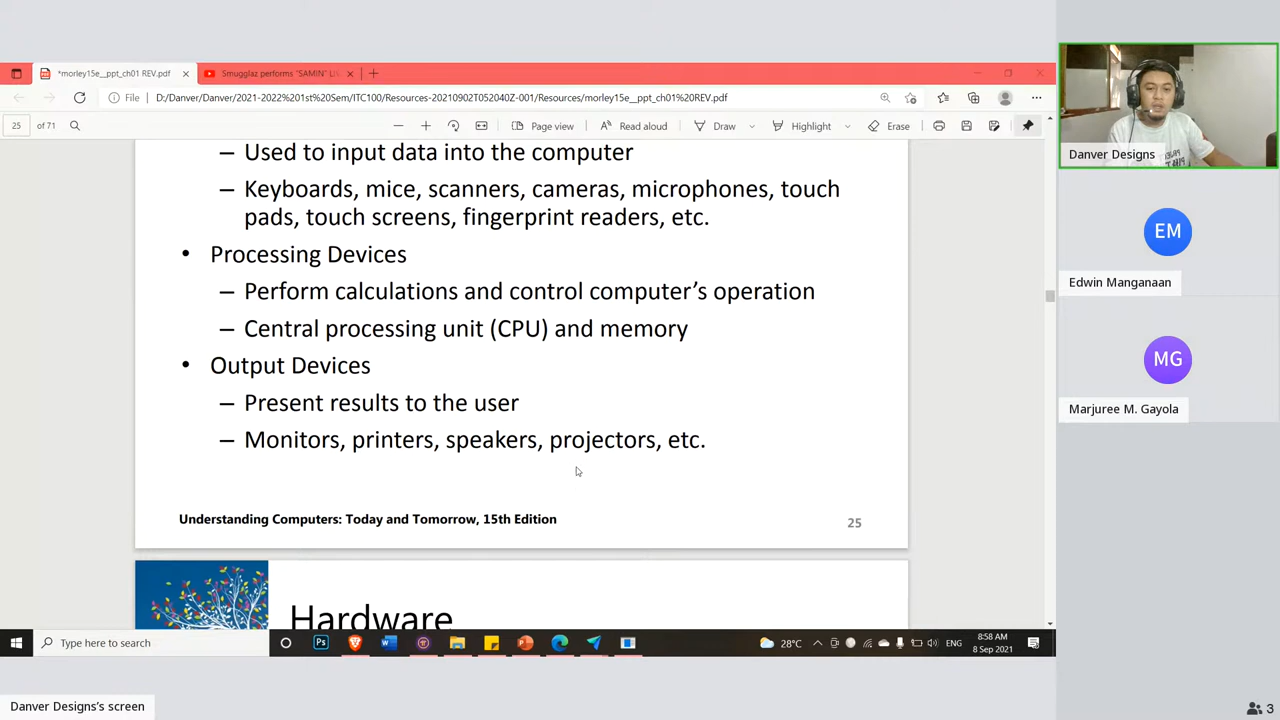 *morley15e__ppt_ch01 REV.pdf
Smugglaz performs "SAMIN" LI
File
D:/Danver/Danver/2021-2022%201st%20Sem/ITC100/Resources-20210902T052040Z-001/Resources/morley15e__ppt_ch01%20REV.pdf
25 of 71
Page view
Read aloud
Draw
Highlight
Erase
– Used to input data into the computer
– Keyboards, mice, scanners, cameras, microphones, touch
pads, touch screens, fingerprint readers, etc.
• Processing Devices
– Perform calculations and control computer's operation
– Central processing unit (CPU) and memory
• Output Devices
– Present results to the user
– Monitors, printers, speakers, projectors, etc.
Understanding Computers: Today and Tomorrow, 15th Edition
25
Hardware
Type here to search
Ps
W
28°C
ENG
8:58 AM
8 Sep 2021
Danver Designs
EM
Edwin Manganaan
MG
Marjuree M. Gayola
Danver Designs's screen
3